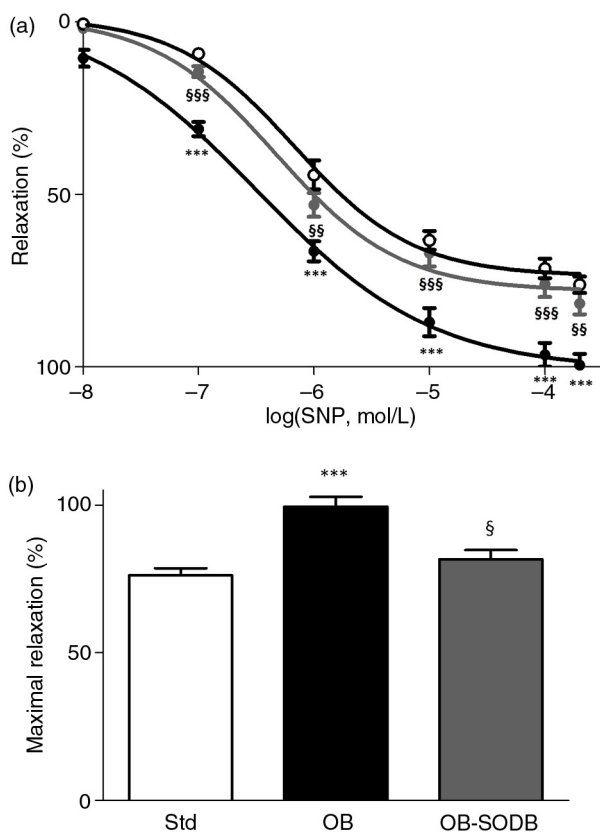 (a)
0
50
100
Relaxation (%)
§§§
***
§§
***
§§§
***
§§§
***
§§
***
–8
–7
–6
–5
–4
log(SNP, mol/L)
(b)
100
50
0
Maximal relaxation (%)
***
§
Std
OB
OB-SODB